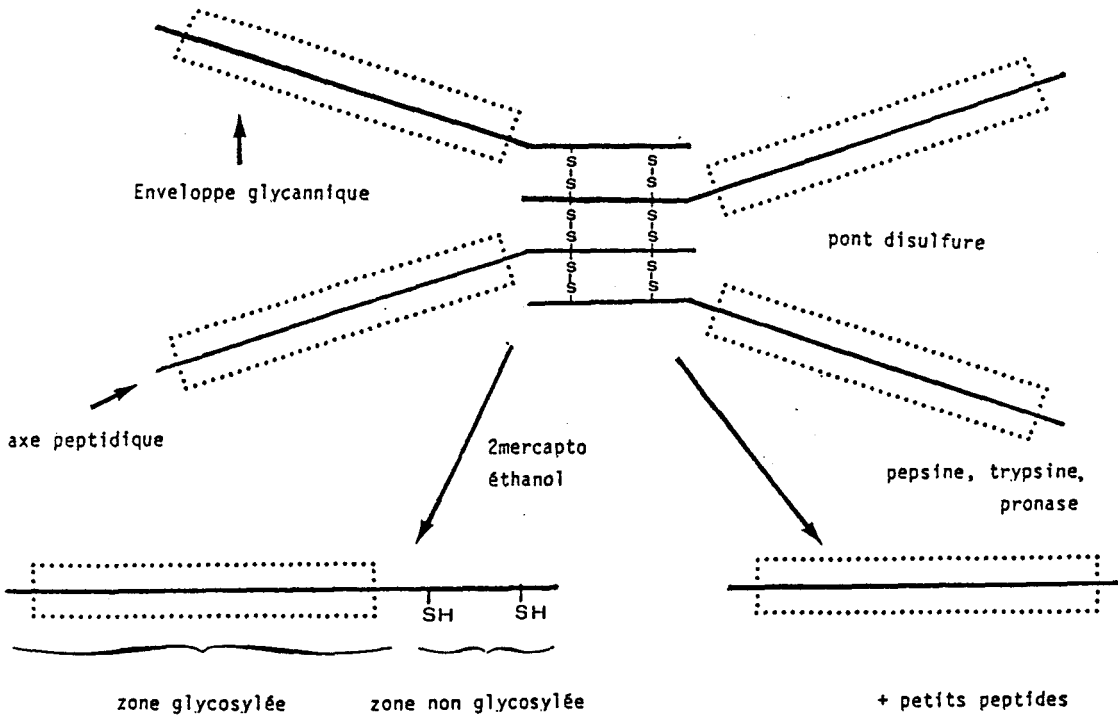 Enveloppe glycannique
S S
S S
S S
S S
S S
S S
pont disulfure
axe peptidique
2mercapto
éthanol
pepsine, trypsine,
pronase
SH SH
zone glycosylée zone non glycosylée + petits peptides